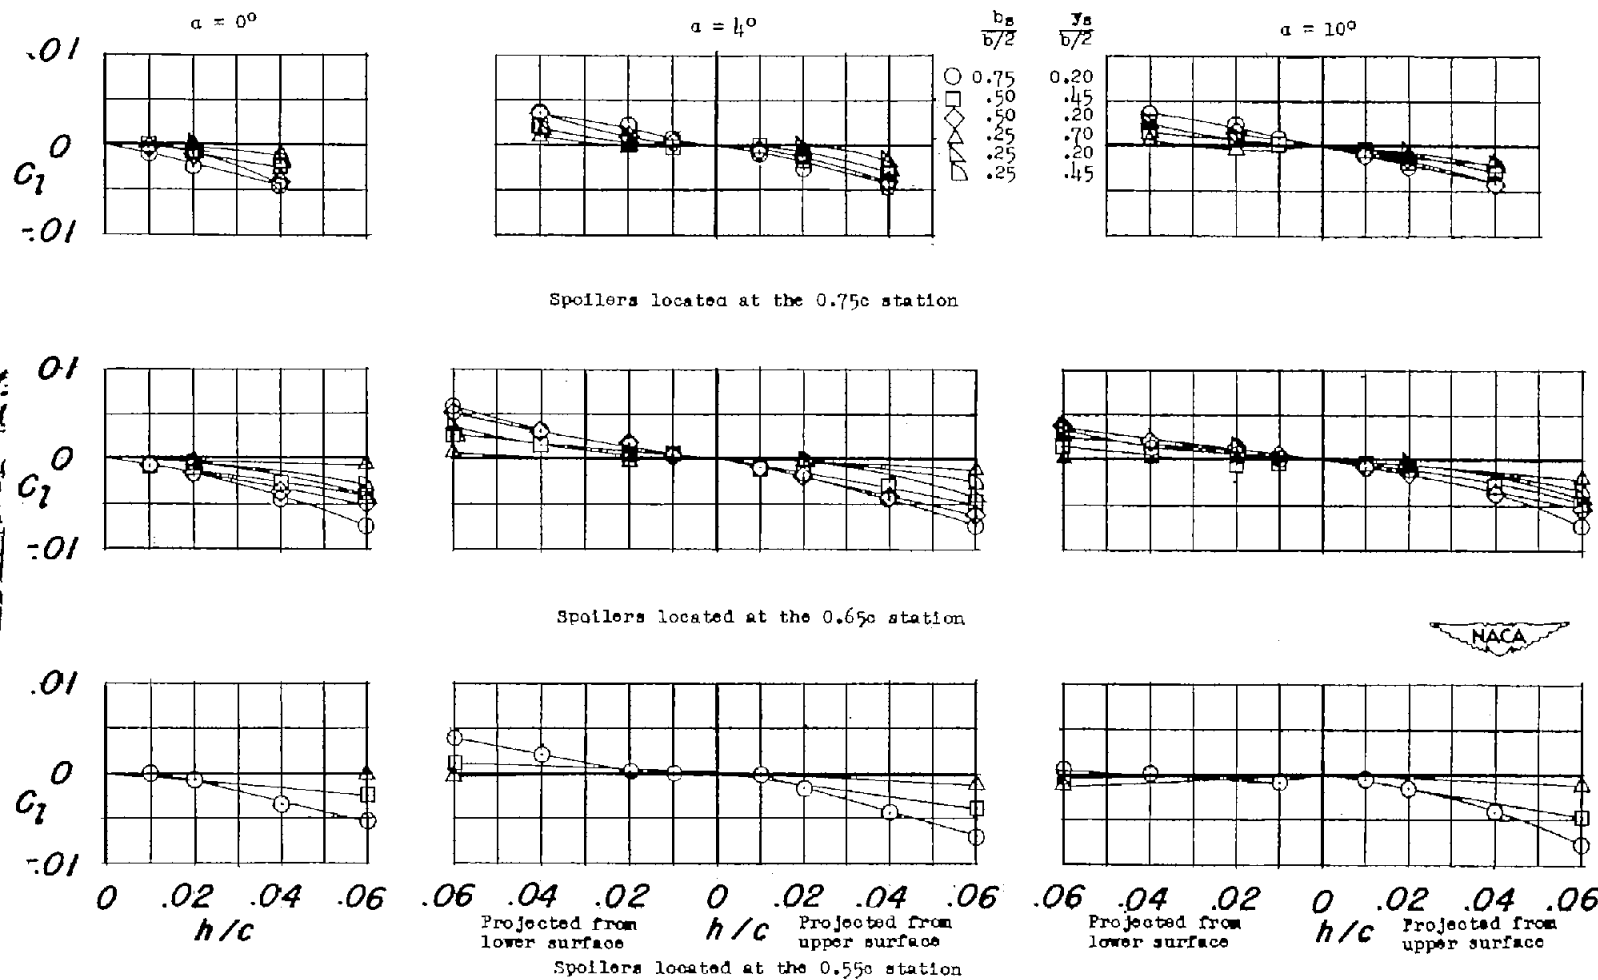 a = 0° a = 4° a = 10°
b_s/b/2 y_s/b/2
0.75 0.20
.50 .45
.50 .20
.25 .70
.25 .20
.25 .45
.01
0
C_l
-.01
Spoilers located at the 0.75c station
.01
0
C_l
-.01
Spoilers located at the 0.65c station
NACA
.01
0
C_l
-.01
0 .02 .04 .06 .06 .04 .02 0 .02 .04 .06 .06 .04 .02 0 .02 .04 .06
h/c Projected from lower surface h/c Projected from upper surface Projected from lower surface h/c Projected from upper surface
Spoilers located at the 0.55c station